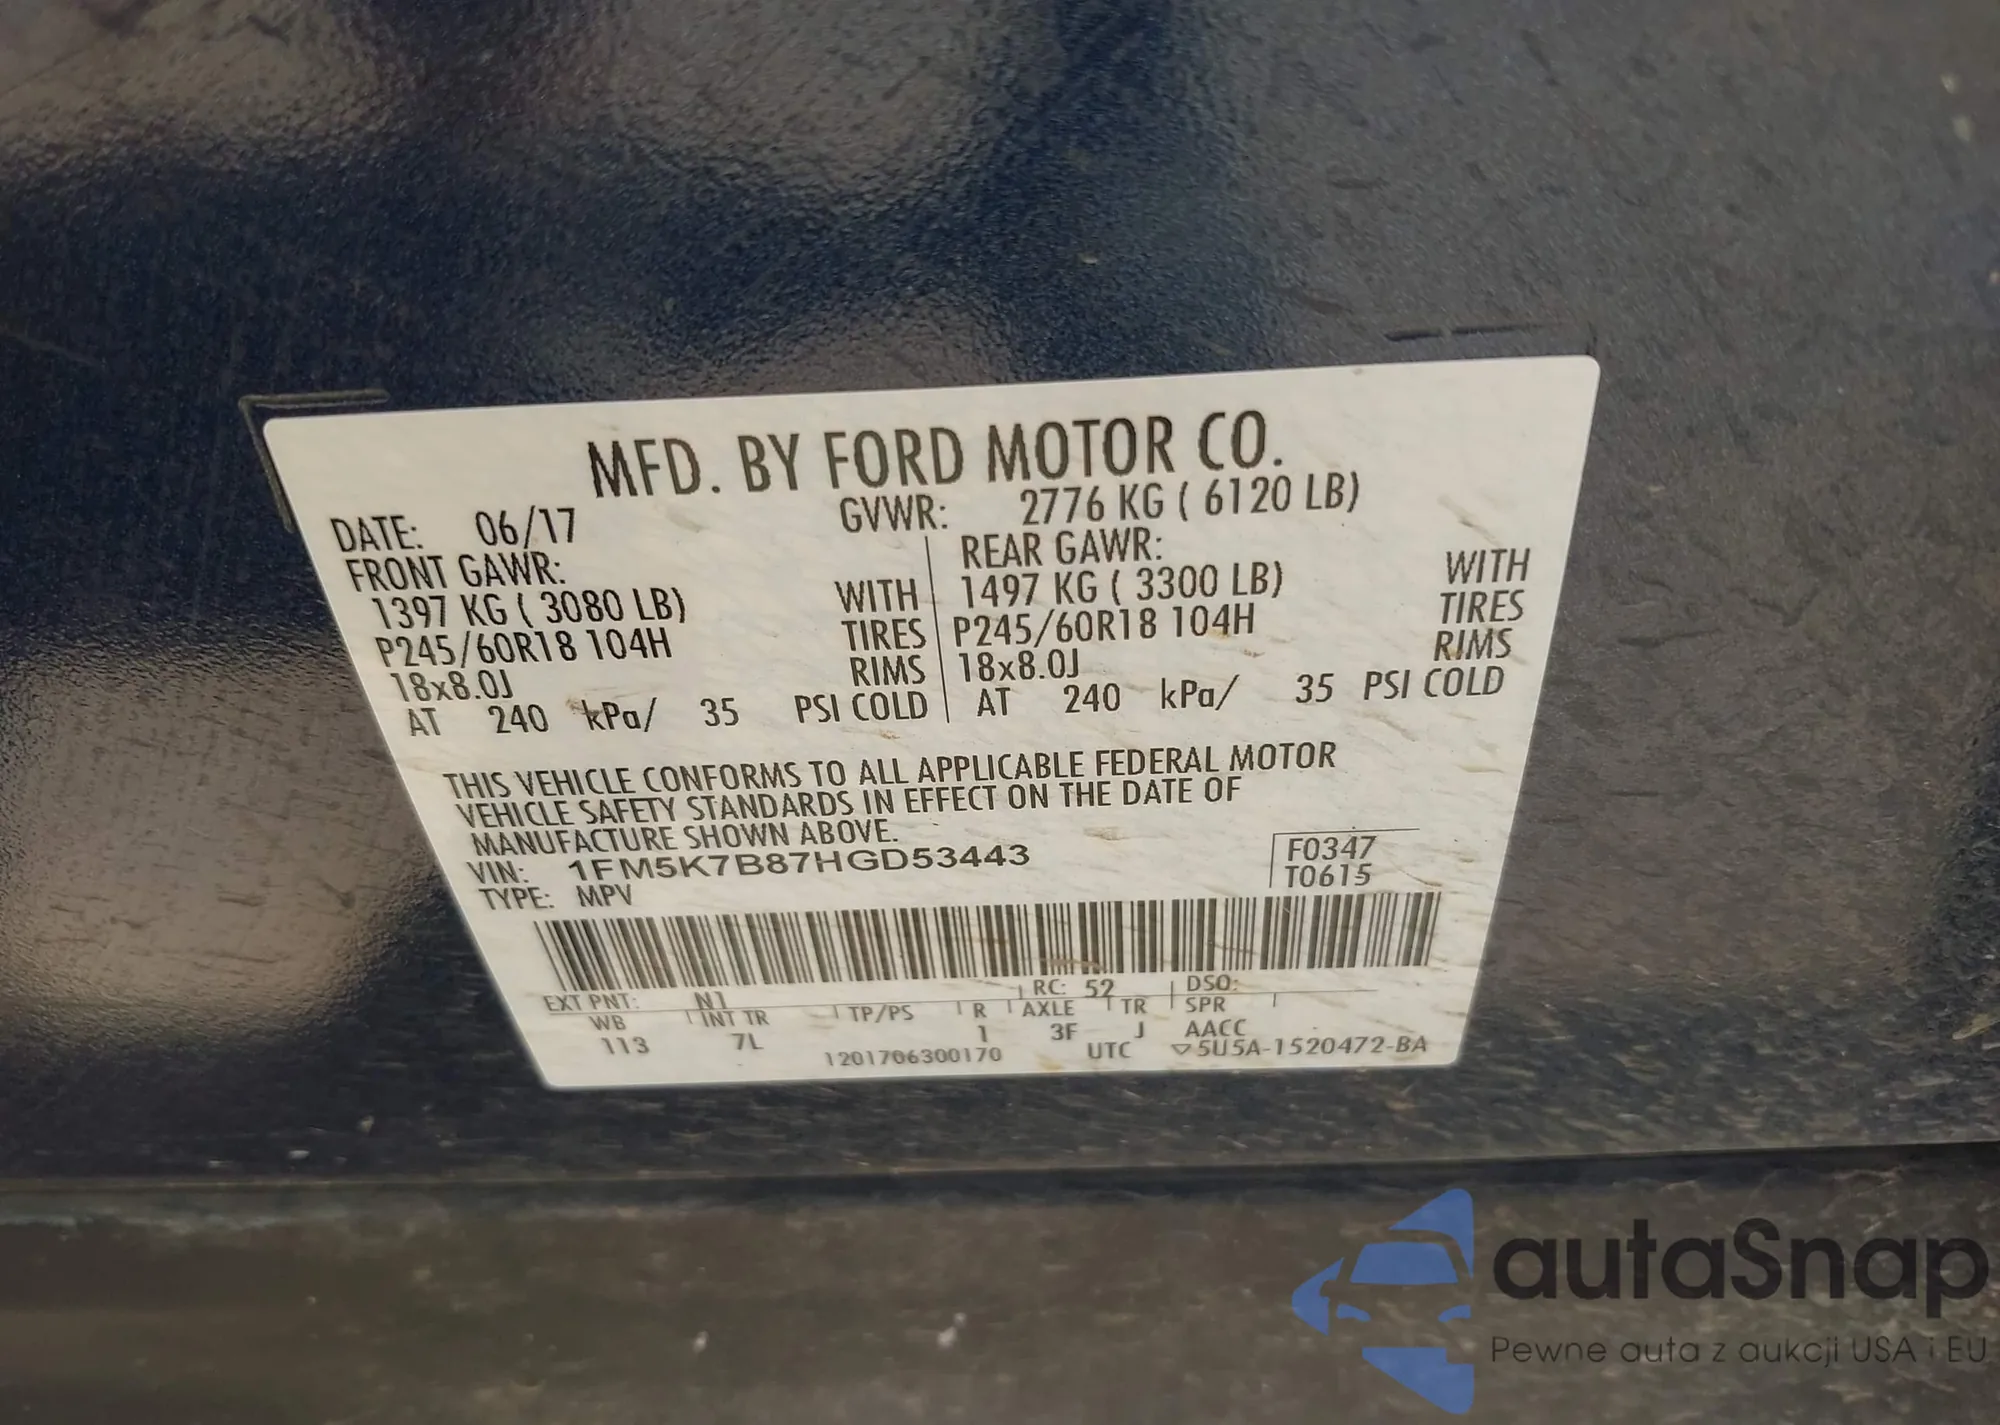 MFD. BY FORD MOTOR CO.
DATE: 06/17 GVWR: 2776 KG ( 6120 LB)
FRONT GAWR: REAR GAWR:
1397 KG ( 3080 LB) WITH 1497 KG ( 3300 LB) WITH
P245/60R18 104H TIRES P245/60R18 104H TIRES
18x8.0J RIMS 18x8.0J RIMS
AT 240 kPa/ 35 PSI COLD AT 240 kPa/ 35 PSI COLD
THIS VEHICLE CONFORMS TO ALL APPLICABLE FEDERAL MOTOR
VEHICLE SAFETY STANDARDS IN EFFECT ON THE DATE OF
MANUFACTURE SHOWN ABOVE.
VIN: 1FM5K7B87HGD53443 F0347
TYPE: MPV T0615
EXT PNT: N1 RC: 52 DSO:
WB INT TR TP/PS R AXLE TR SPR
113 7L 1 3F J AACC
1201706300170 UTC ▽5U5A-1520472-BA
autaSnap
Pewne auta z aukcji USA i EU